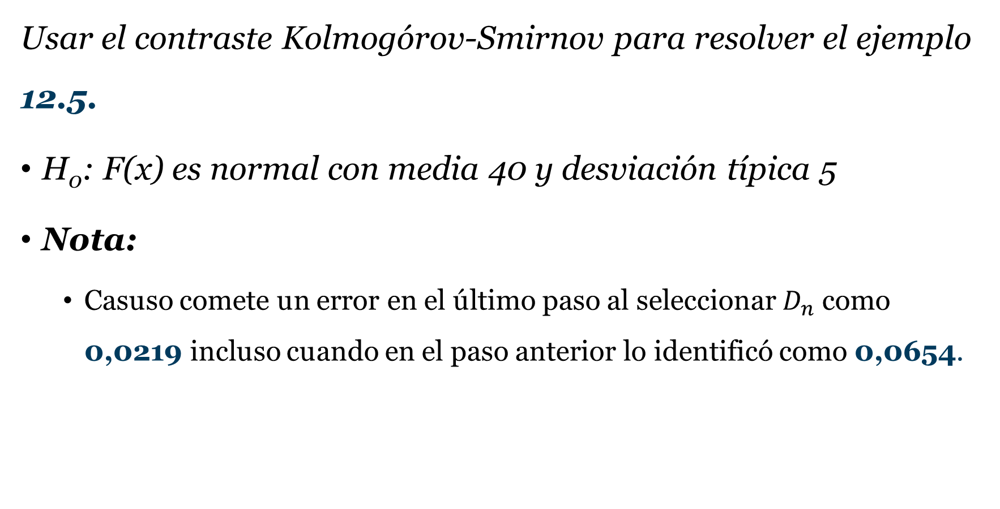 Usar el contraste Kolmogórov-Smirnov para resolver el ejemplo
12.5.
• H₀: F(x) es normal con media 40 y desviación típica 5
• Nota:
• Casuso comete un error en el último paso al seleccionar Dₙ como
0,0219 incluso cuando en el paso anterior lo identificó como 0,0654.